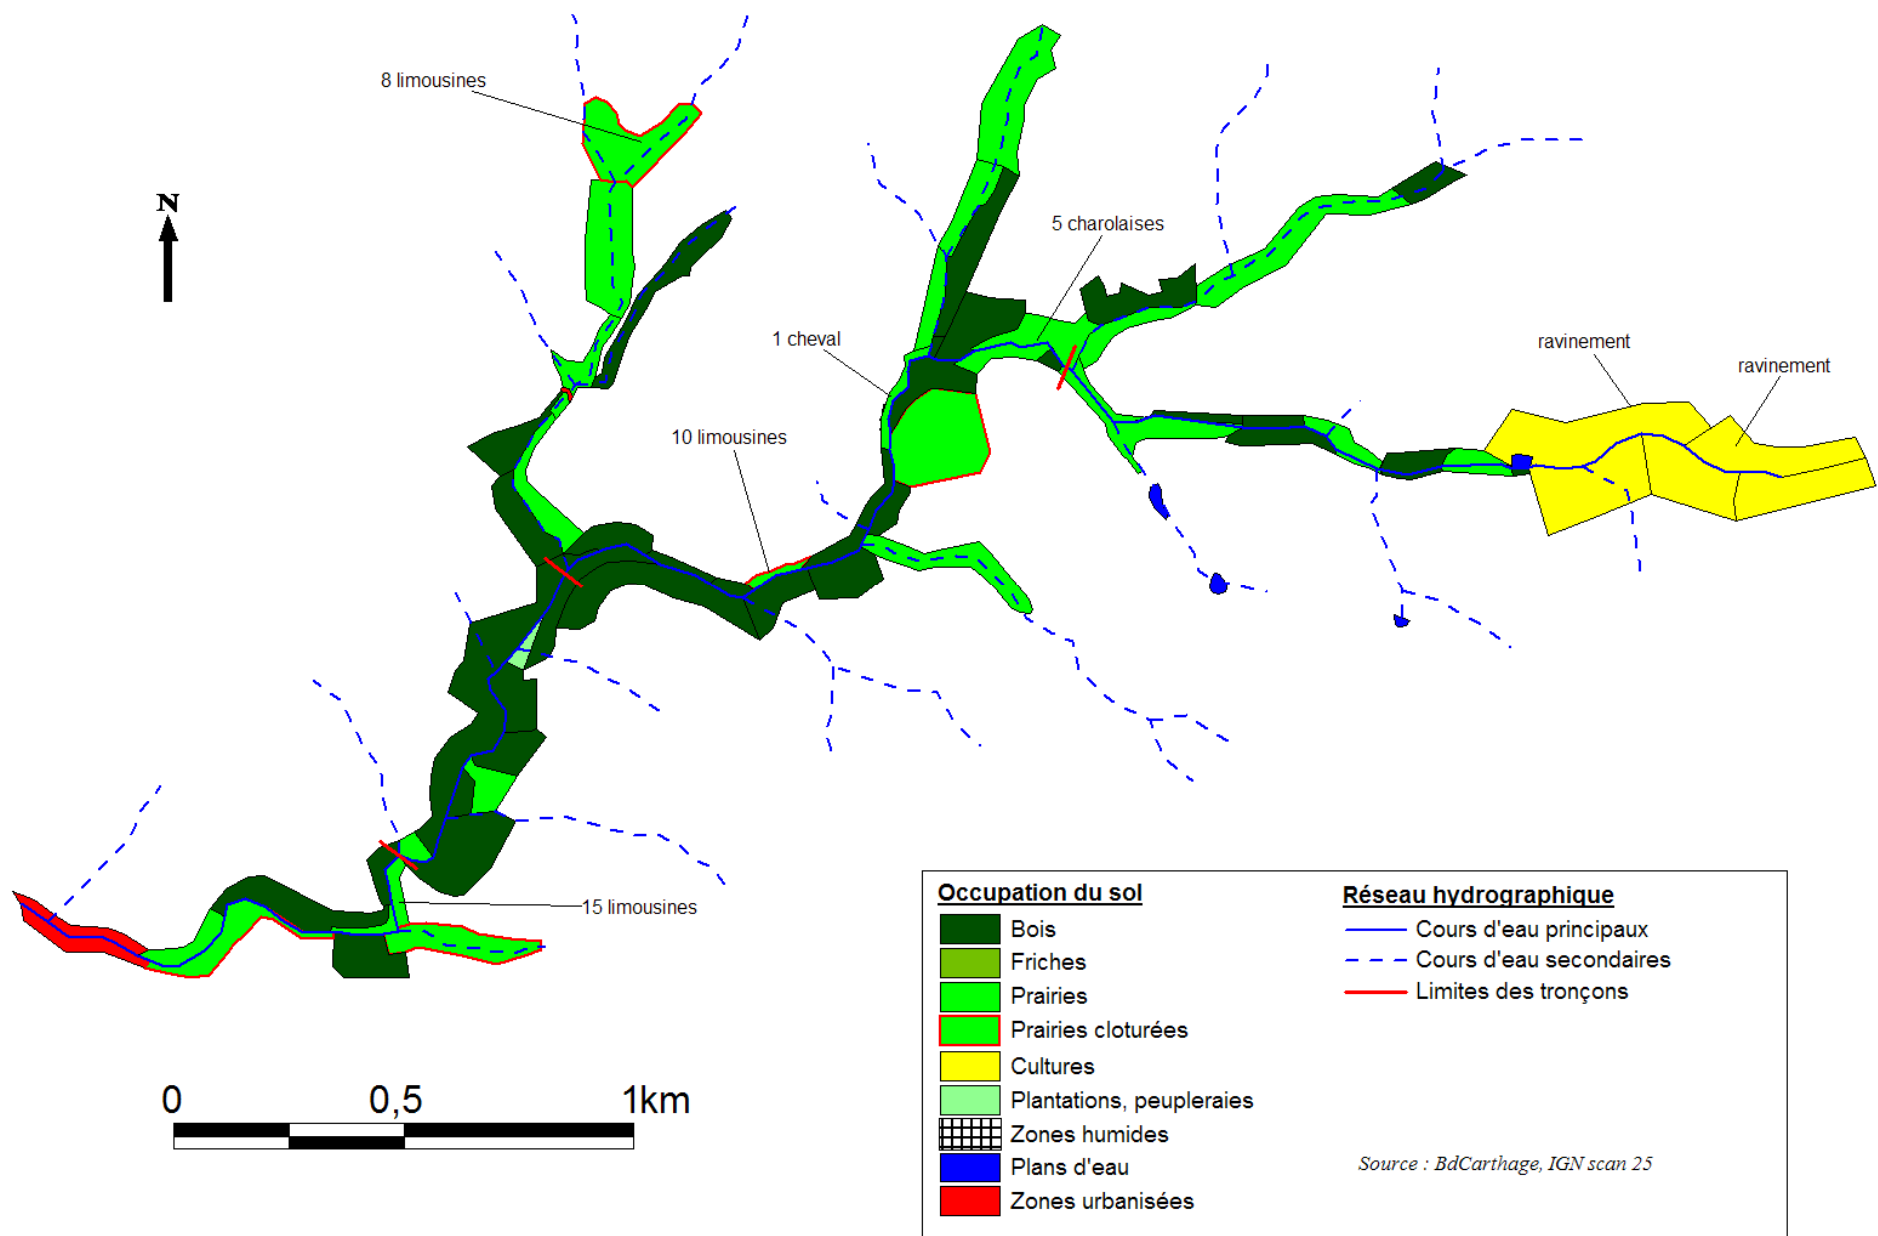 8 limousines
N
5 charolaises
1 cheval
ravinement
ravinement
10 limousines
15 limousines
0 0,5 1km
Occupation du sol
Bois
Friches
Prairies
Prairies cloturées
Cultures
Plantations, peupleraies
Zones humides
Plans d'eau
Zones urbanisées
Réseau hydrographique
Cours d'eau principaux
Cours d'eau secondaires
Limites des tronçons
Source : BdCarthage, IGN scan 25